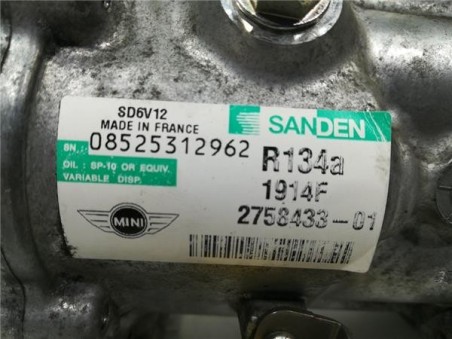 SD6V12
MADE IN FRANCE
SANDEN
SN. 08525312962
R134a
OIL : SP-10 OR EQUIV.
VARIABLE DISP.
1914F
MINI
2758433-01